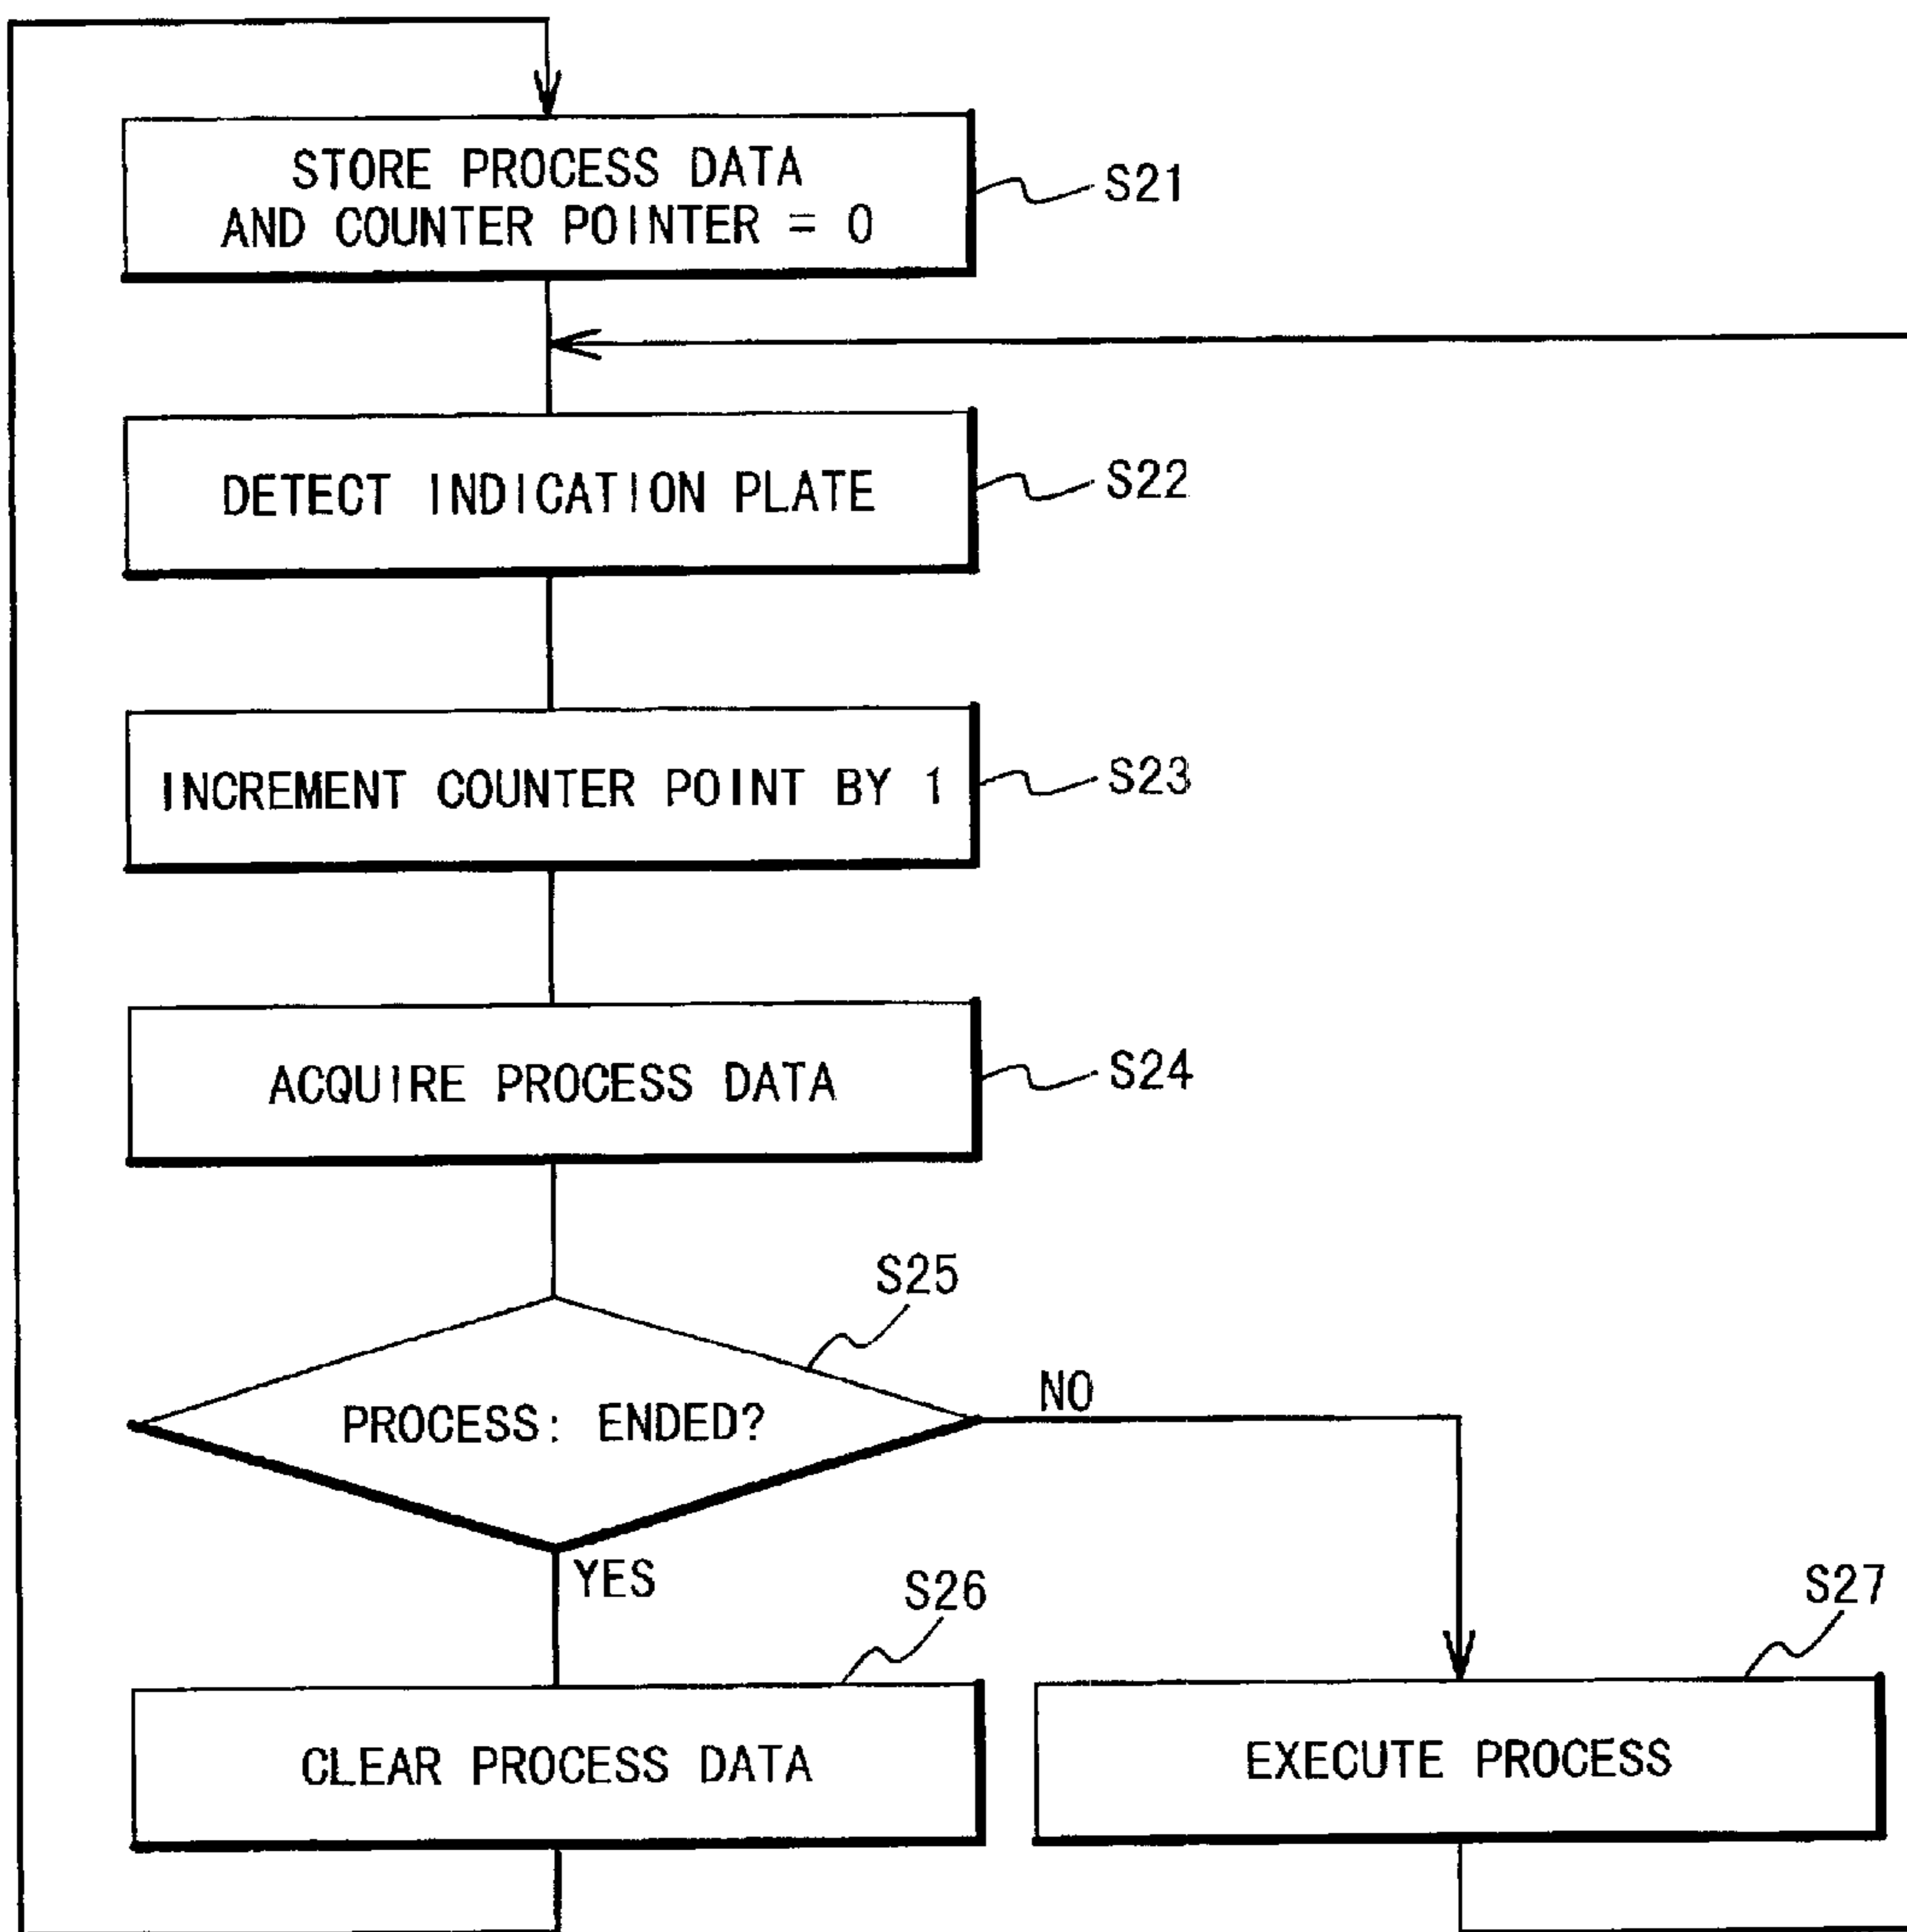 STORE PROCESS DATA
AND COUNTER POINTER = 0
S21
DETECT INDICATION PLATE
S22
INCREMENT COUNTER POINT BY 1
S23
ACQUIRE PROCESS DATA
S24
S25
PROCESS: ENDED?
NO
YES
S26
CLEAR PROCESS DATA
S27
EXECUTE PROCESS